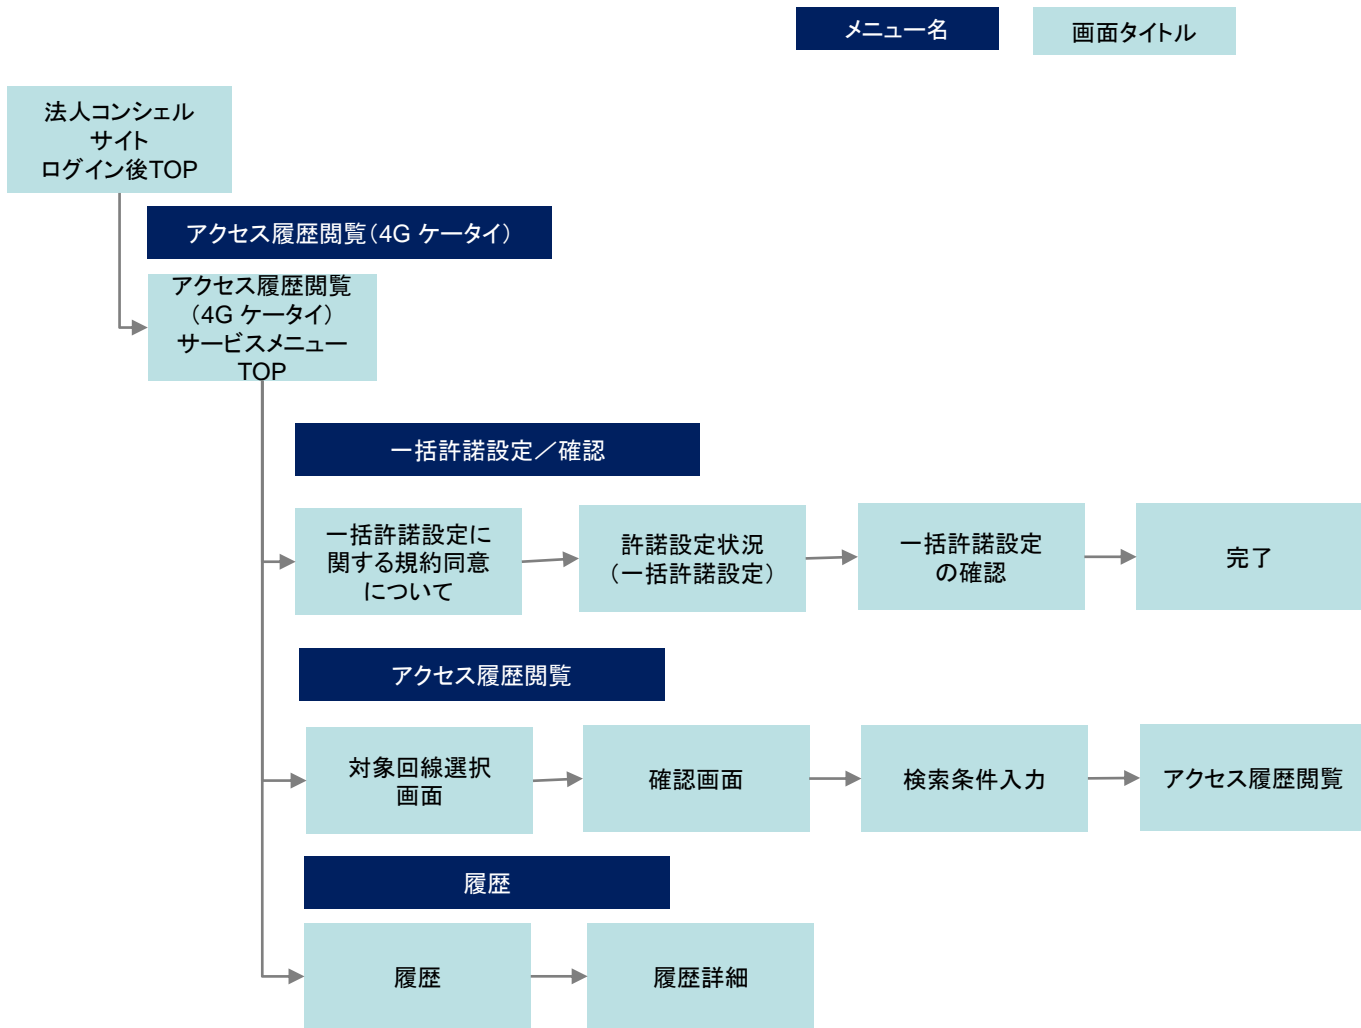 メニュー名
画面タイトル
法人コンシェル
サイト
ログイン後TOP
アクセス履歴閲覧（4G ケータイ）
アクセス履歴閲覧
（4G ケータイ）
サービスメニュー
TOP
一括許諾設定／確認
一括許諾設定に
関する規約同意
について
許諾設定状況
（一括許諾設定）
一括許諾設定
の確認
完了
アクセス履歴閲覧
対象回線選択
画面
確認画面
検索条件入力
アクセス履歴閲覧
履歴
履歴
履歴詳細